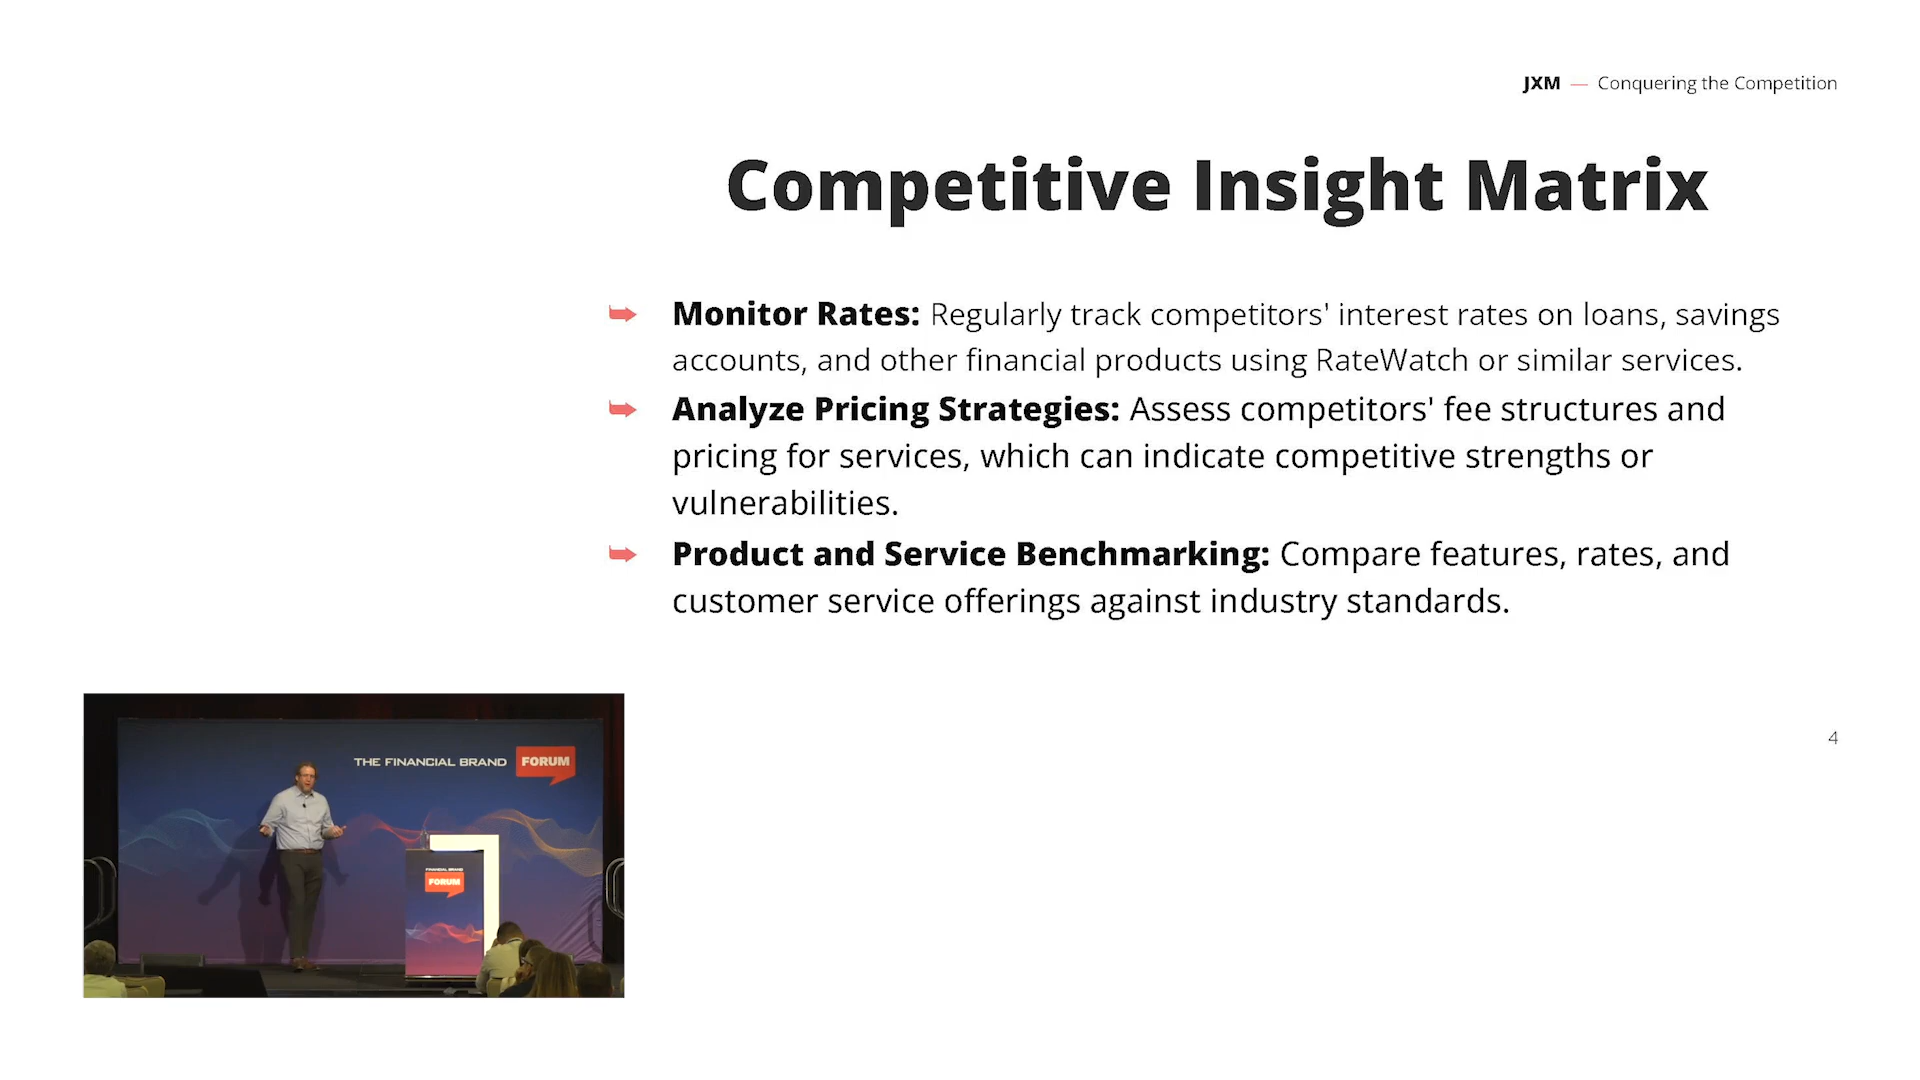 JXM — Conquering the Competition
Competitive Insight Matrix
Monitor Rates: Regularly track competitors' interest rates on loans, savings
accounts, and other financial products using RateWatch or similar services.
Analyze Pricing Strategies: Assess competitors' fee structures and
pricing for services, which can indicate competitive strengths or
vulnerabilities.
Product and Service Benchmarking: Compare features, rates, and
customer service offerings against industry standards.
4
THE FINANCIAL BRAND FORUM
FINANCIAL BRAND
FORUM